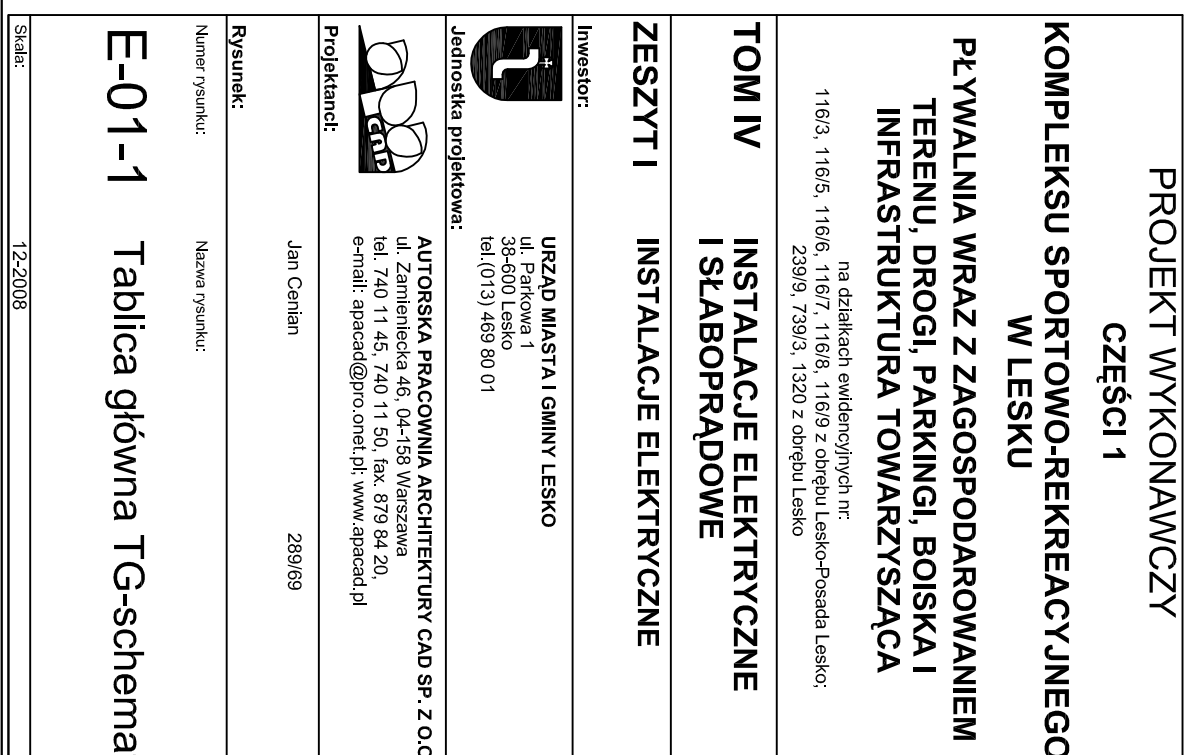 PROJEKT WYKONAWCZY
CZĘŚCI 1
KOMPLEKSU SPORTOWO-REKREACYJNEGO
W LESKU
PŁYWALNIA WRAZ Z ZAGOSPODAROWANIEM
TERENU, DROGI, PARKINGI, BOISKA I
INFRASTRUKTURA TOWARZYSZĄCA
na działkach ewidencyjnych nr:
116/3, 116/5, 116/6, 116/7, 116/8, 116/9 z obrębu Lesko-Posada Lesko;
239/9, 739/3, 1320 z obrębu Lesko
TOM IV INSTALACJE ELEKTRYCZNE
I SŁABOPRĄDOWE
ZESZYT I INSTALACJE ELEKTRYCZNE
Inwestor:
URZĄD MIASTA I GMINY LESKO
ul. Parkowa 1
38-600 Lesko
tel.(013) 469 80 01
Jednostka projektowa:
CAD
AUTORSKA PRACOWNIA ARCHITEKTURY CAD SP. Z O.O
ul. Zamieniecka 46, 04-158 Warszawa
tel. 740 11 45, 740 11 50, fax. 879 84 20,
e-mail: apacad@pro.onet.pl; www.apacad.pl
Projektanci:
Jan Cenian 289/69
Rysunek:
Numer rysunku: Nazwa rysunku:
E-01-1 Tablica główna TG-schema
Skala: 12-2008